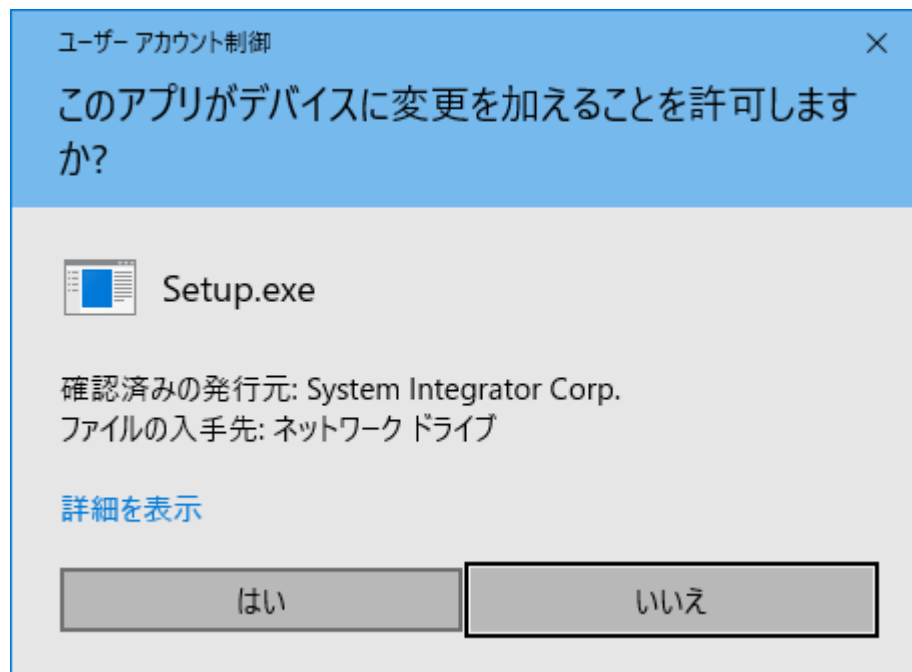 ユーザー アカウント制御
このアプリがデバイスに変更を加えることを許可します
か?
Setup.exe
確認済みの発行元: System Integrator Corp.
ファイルの入手先: ネットワーク ドライブ
詳細を表示
はい
いいえ